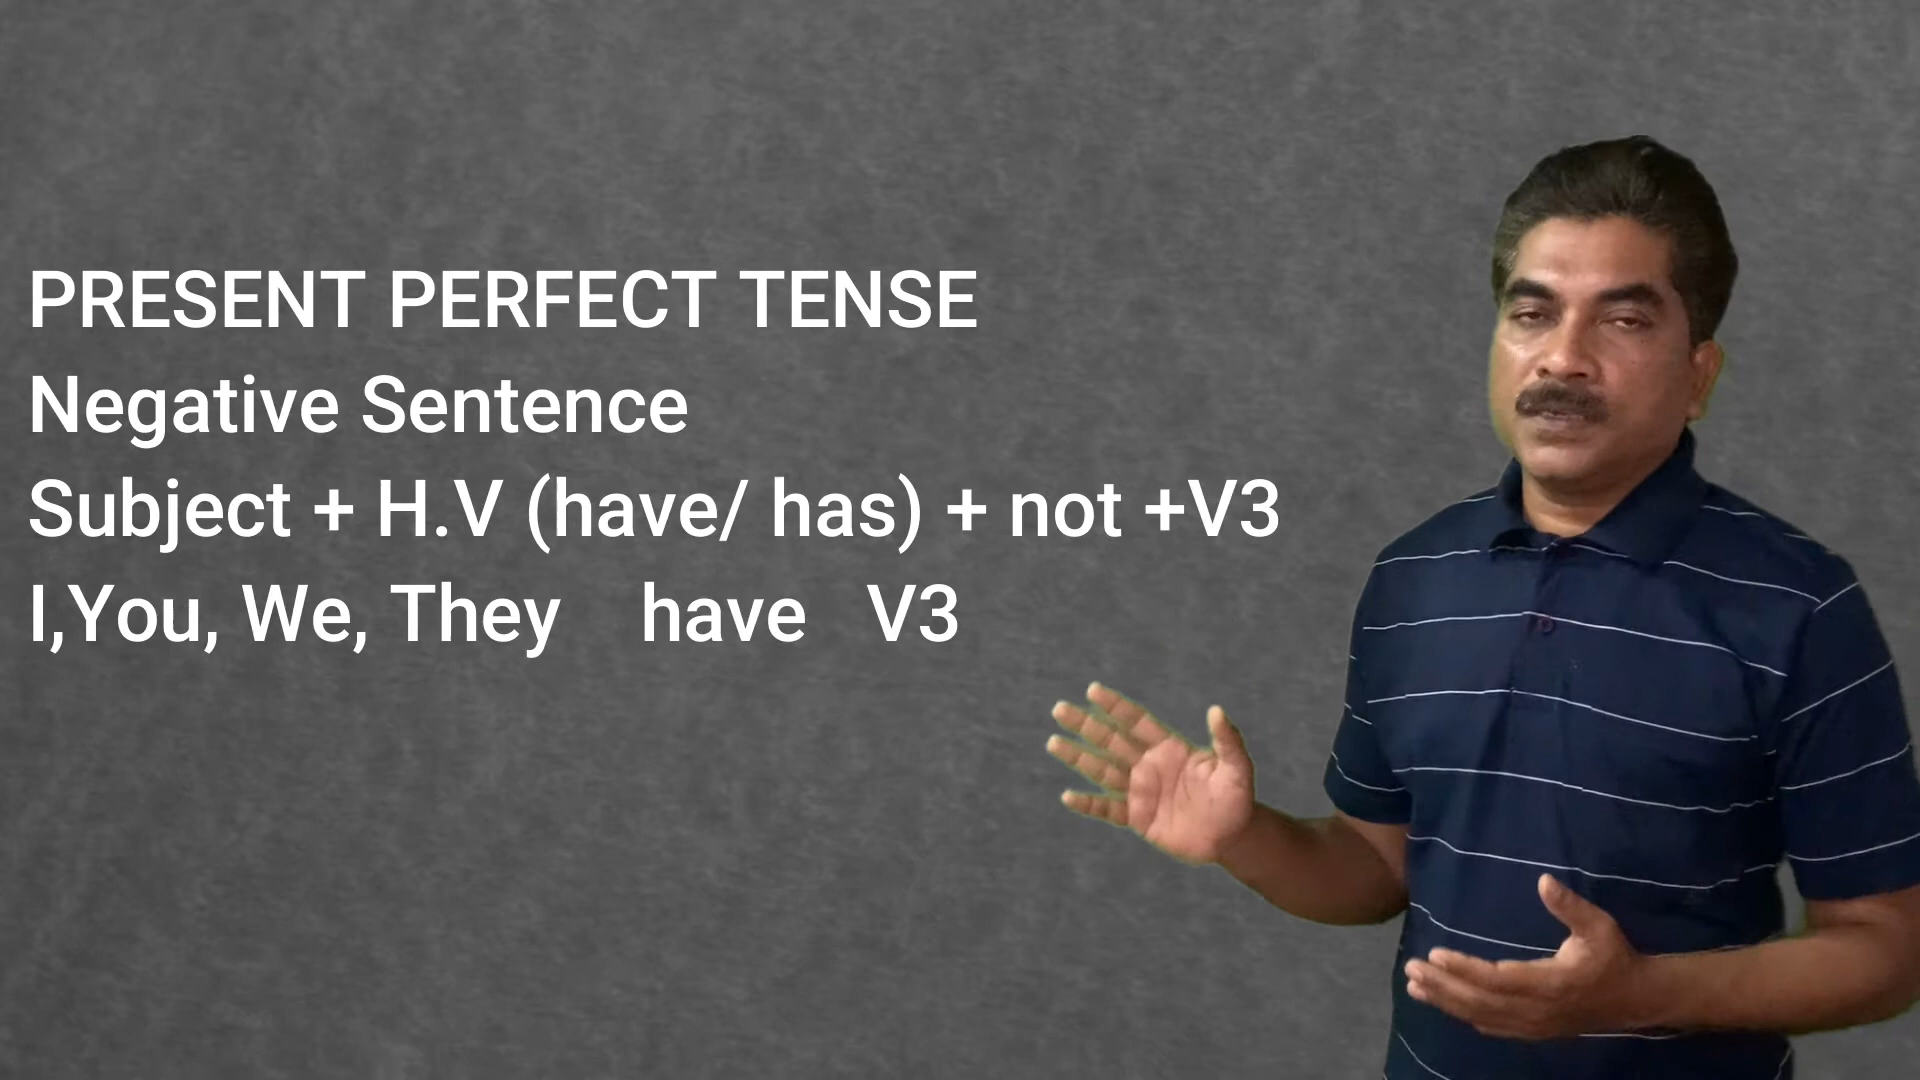 PRESENT PERFECT TENSE
Negative Sentence
Subject + H.V (have/ has) + not +V3
I,You, We, They have V3